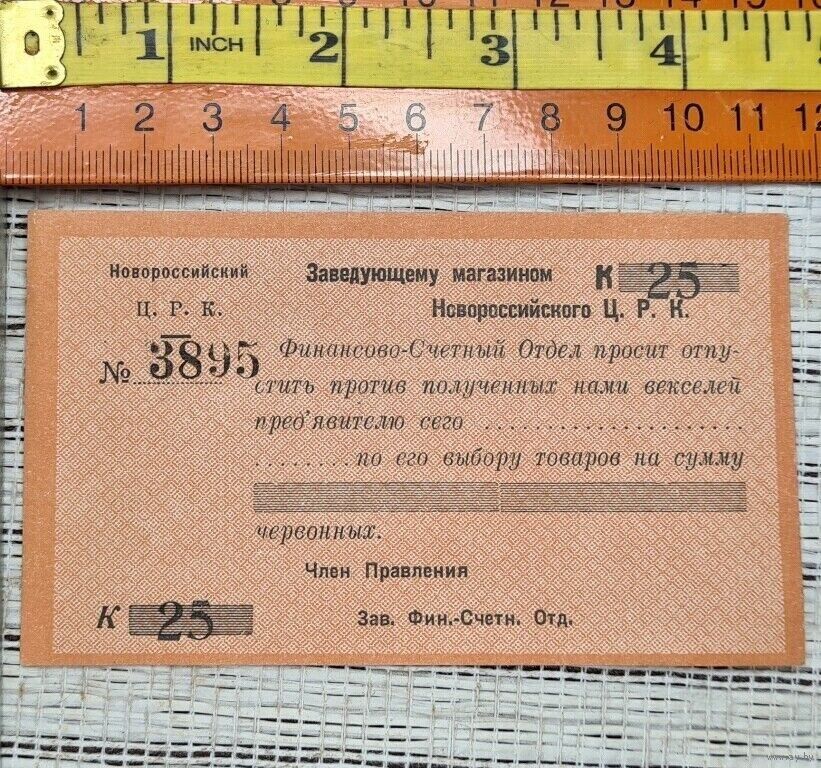 1 INCH 2 3 4
1 2 3 4 5 6 7 8 9 10 11 12
Новороссийский
Ц. Р. К.
№ 3895
Заведующему магазином К 25
Новороссийского Ц. Р. К.
Финансово-Счетный Отдел просит отпу-
стить против полученных нами векселей
пред'явителю сего ........................
........ по его выбору товаров на сумму
червонных.
Член Правления
К 25
Зав. Фин.-Счетн. Отд.